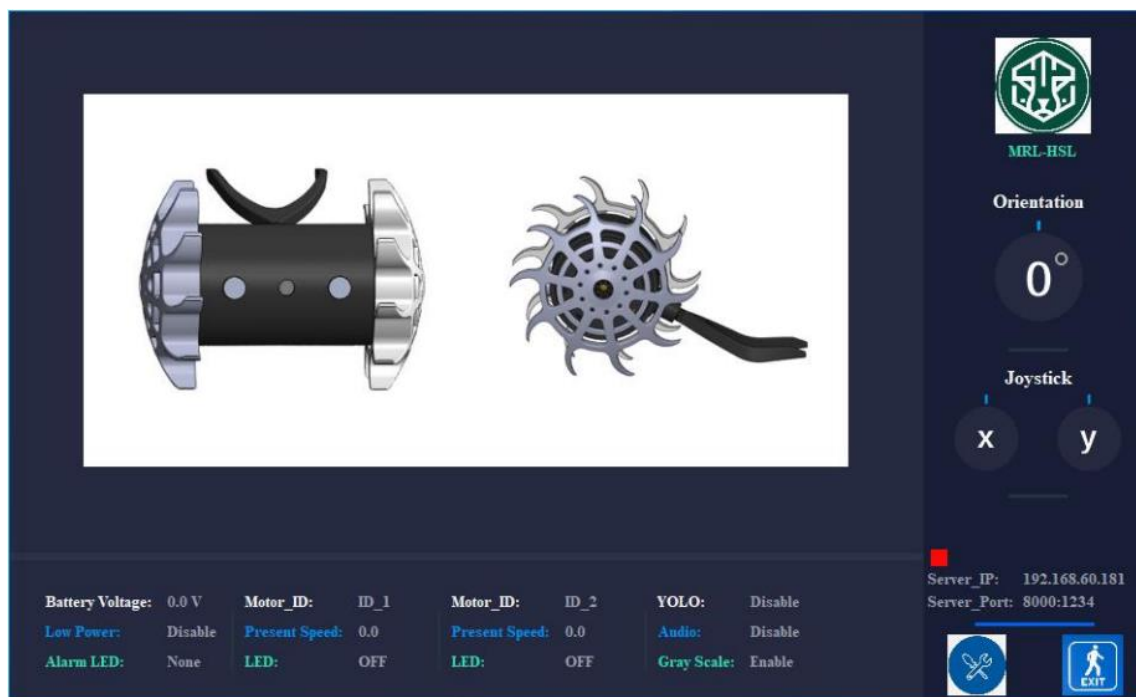 MRL-HSL
Orientation
0°
Joystick
x y
Server_IP: 192.168.60.181
Server_Port: 8000:1234
EXIT
Battery Voltage: 0.0 V Motor_ID: ID_1 Motor_ID: ID_2 YOLO: Disable
Low Power: Disable Present Speed: 0.0 Present Speed: 0.0 Audio: Disable
Alarm LED: None LED: OFF LED: OFF Gray Scale: Enable